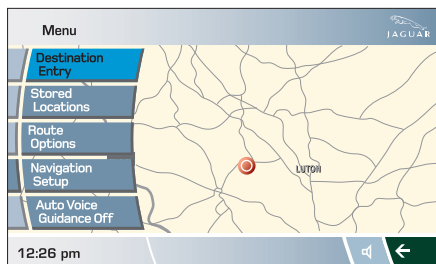 Menu
JAGUAR
Destination
Entry
Stored
Locations
Route
Options
Navigation
Setup
Auto Voice
Guidance Off
LUTON
12:26 pm